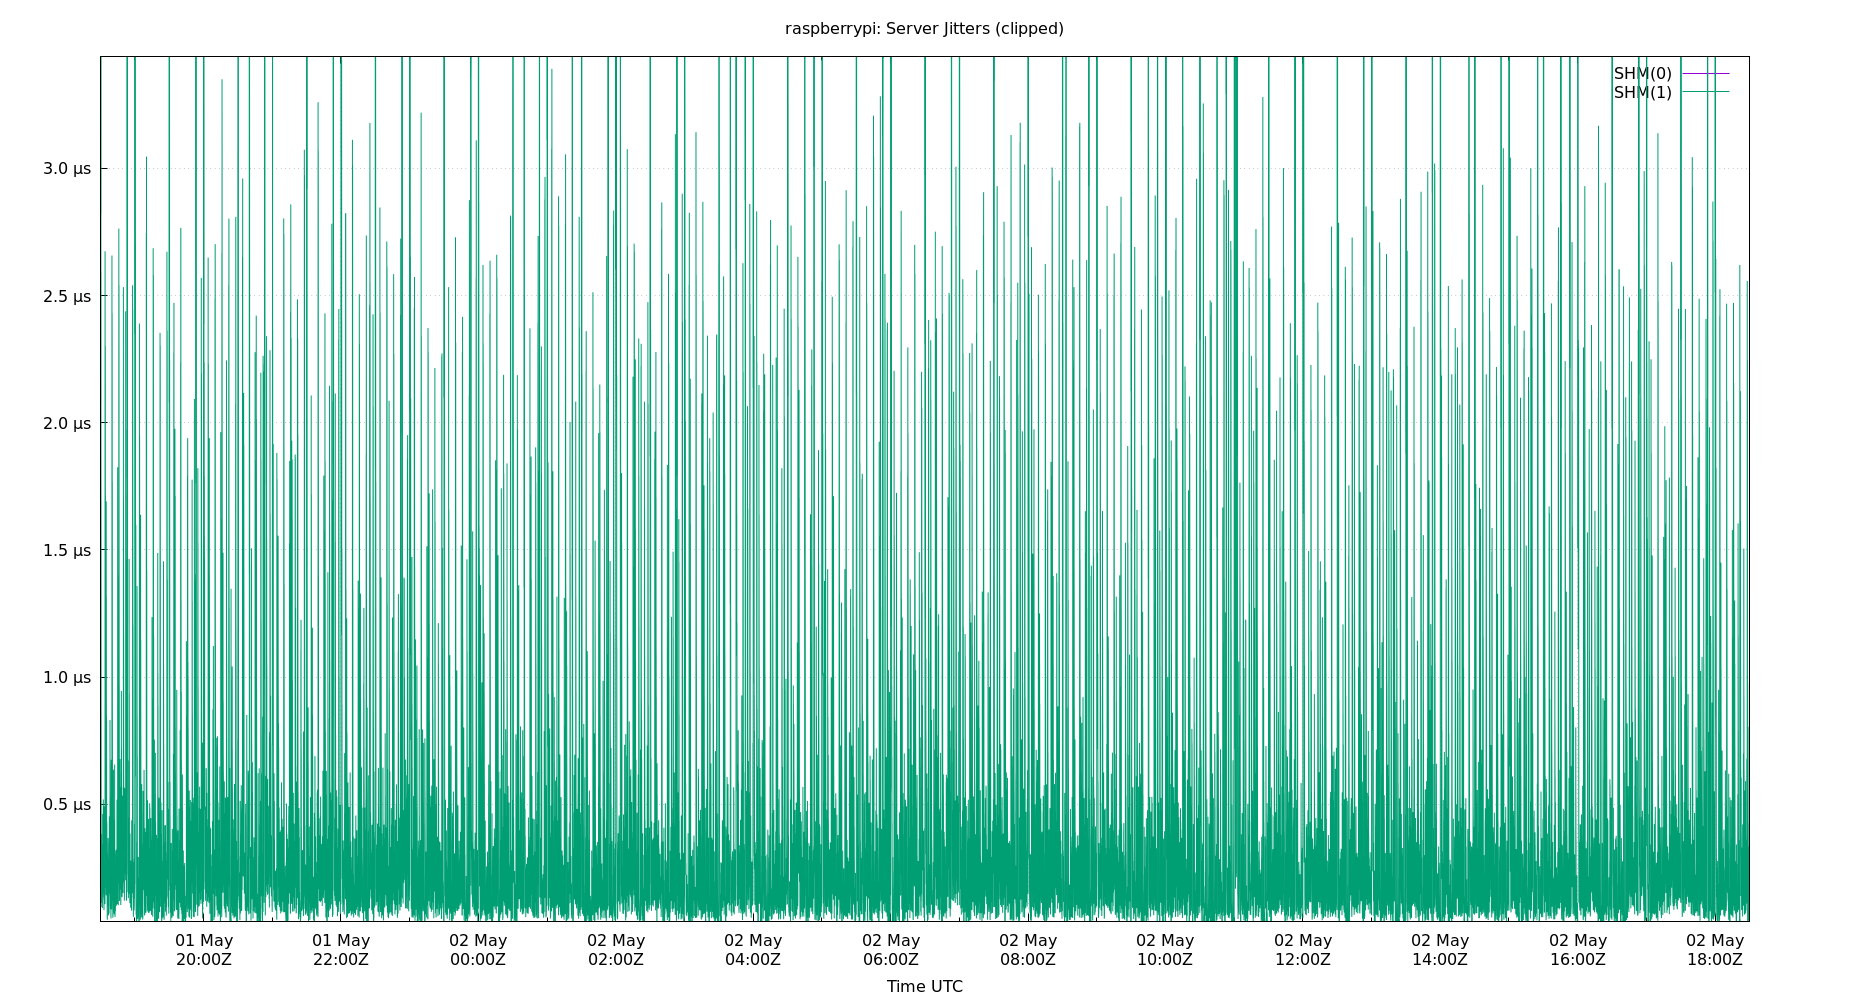 raspberrypi: Server Jitters (clipped)
SHM(0)
SHM(1)
3.0 µs
2.5 µs
2.0 µs
1.5 µs
1.0 µs
0.5 µs
01 May 01 May 02 May 02 May 02 May 02 May 02 May 02 May 02 May 02 May 02 May 02 May
20:00Z 22:00Z 00:00Z 02:00Z 04:00Z 06:00Z 08:00Z 10:00Z 12:00Z 14:00Z 16:00Z 18:00Z
Time UTC